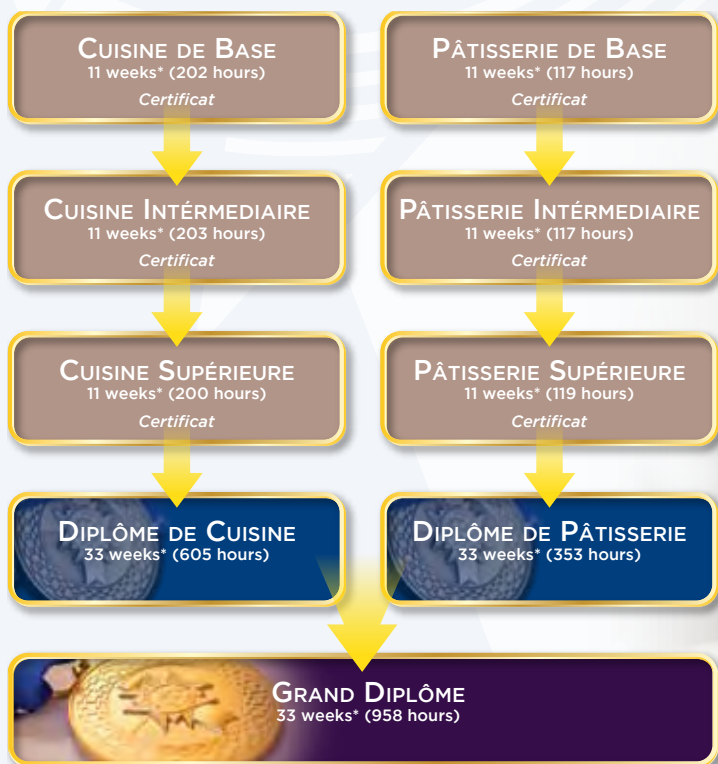 Cuisine de Base
11 weeks* (202 hours)
Certificat
Pâtisserie de Base
11 weeks* (117 hours)
Certificat
Cuisine Intérmediaire
11 weeks* (203 hours)
Certificat
Pâtisserie Intérmediaire
11 weeks* (117 hours)
Certificat
Cuisine Supérieure
11 weeks* (200 hours)
Certificat
Pâtisserie Supérieure
11 weeks* (119 hours)
Certificat
Diplôme de Cuisine
33 weeks* (605 hours)
Diplôme de Pâtisserie
33 weeks* (353 hours)
Grand Diplôme
33 weeks* (958 hours)